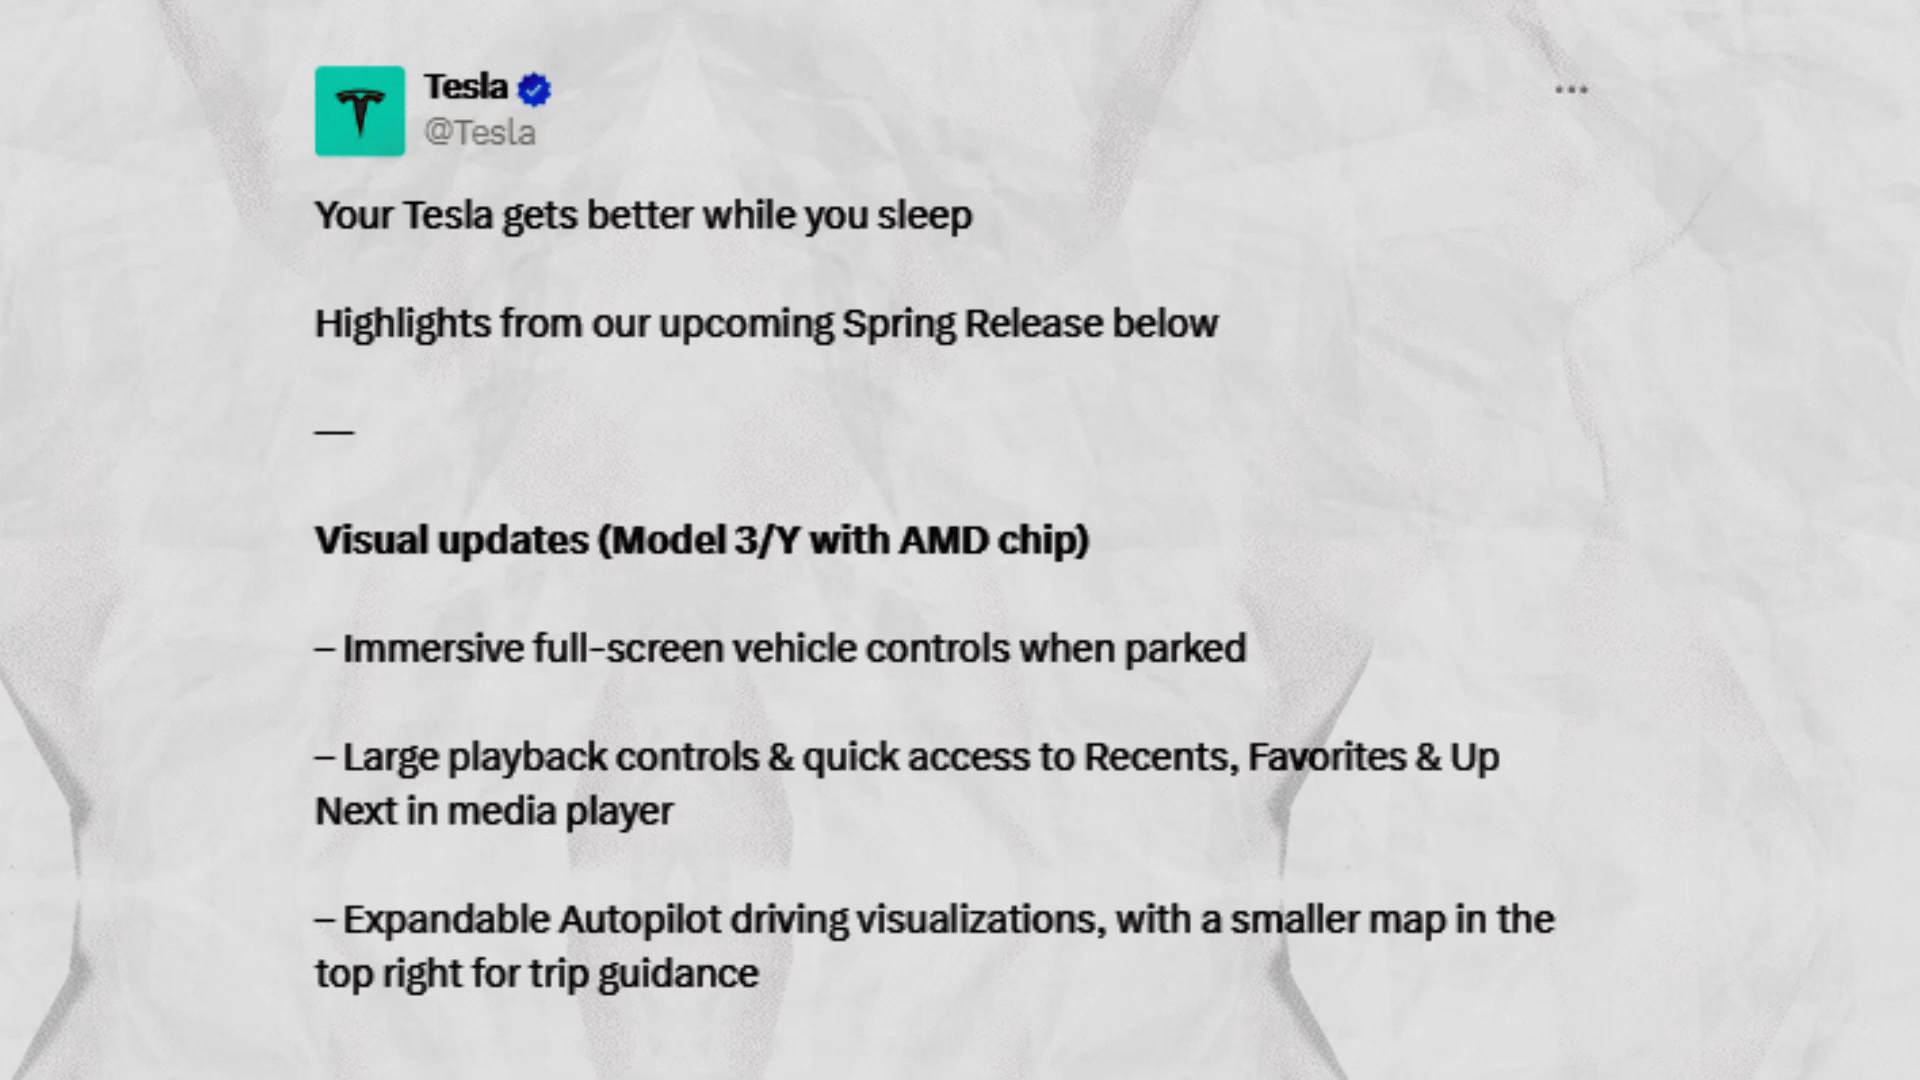 Tesla
@Tesla
Your Tesla gets better while you sleep
Highlights from our upcoming Spring Release below
—
Visual updates (Model 3/Y with AMD chip)
– Immersive full-screen vehicle controls when parked
– Large playback controls & quick access to Recents, Favorites & Up
Next in media player
– Expandable Autopilot driving visualizations, with a smaller map in the
top right for trip guidance